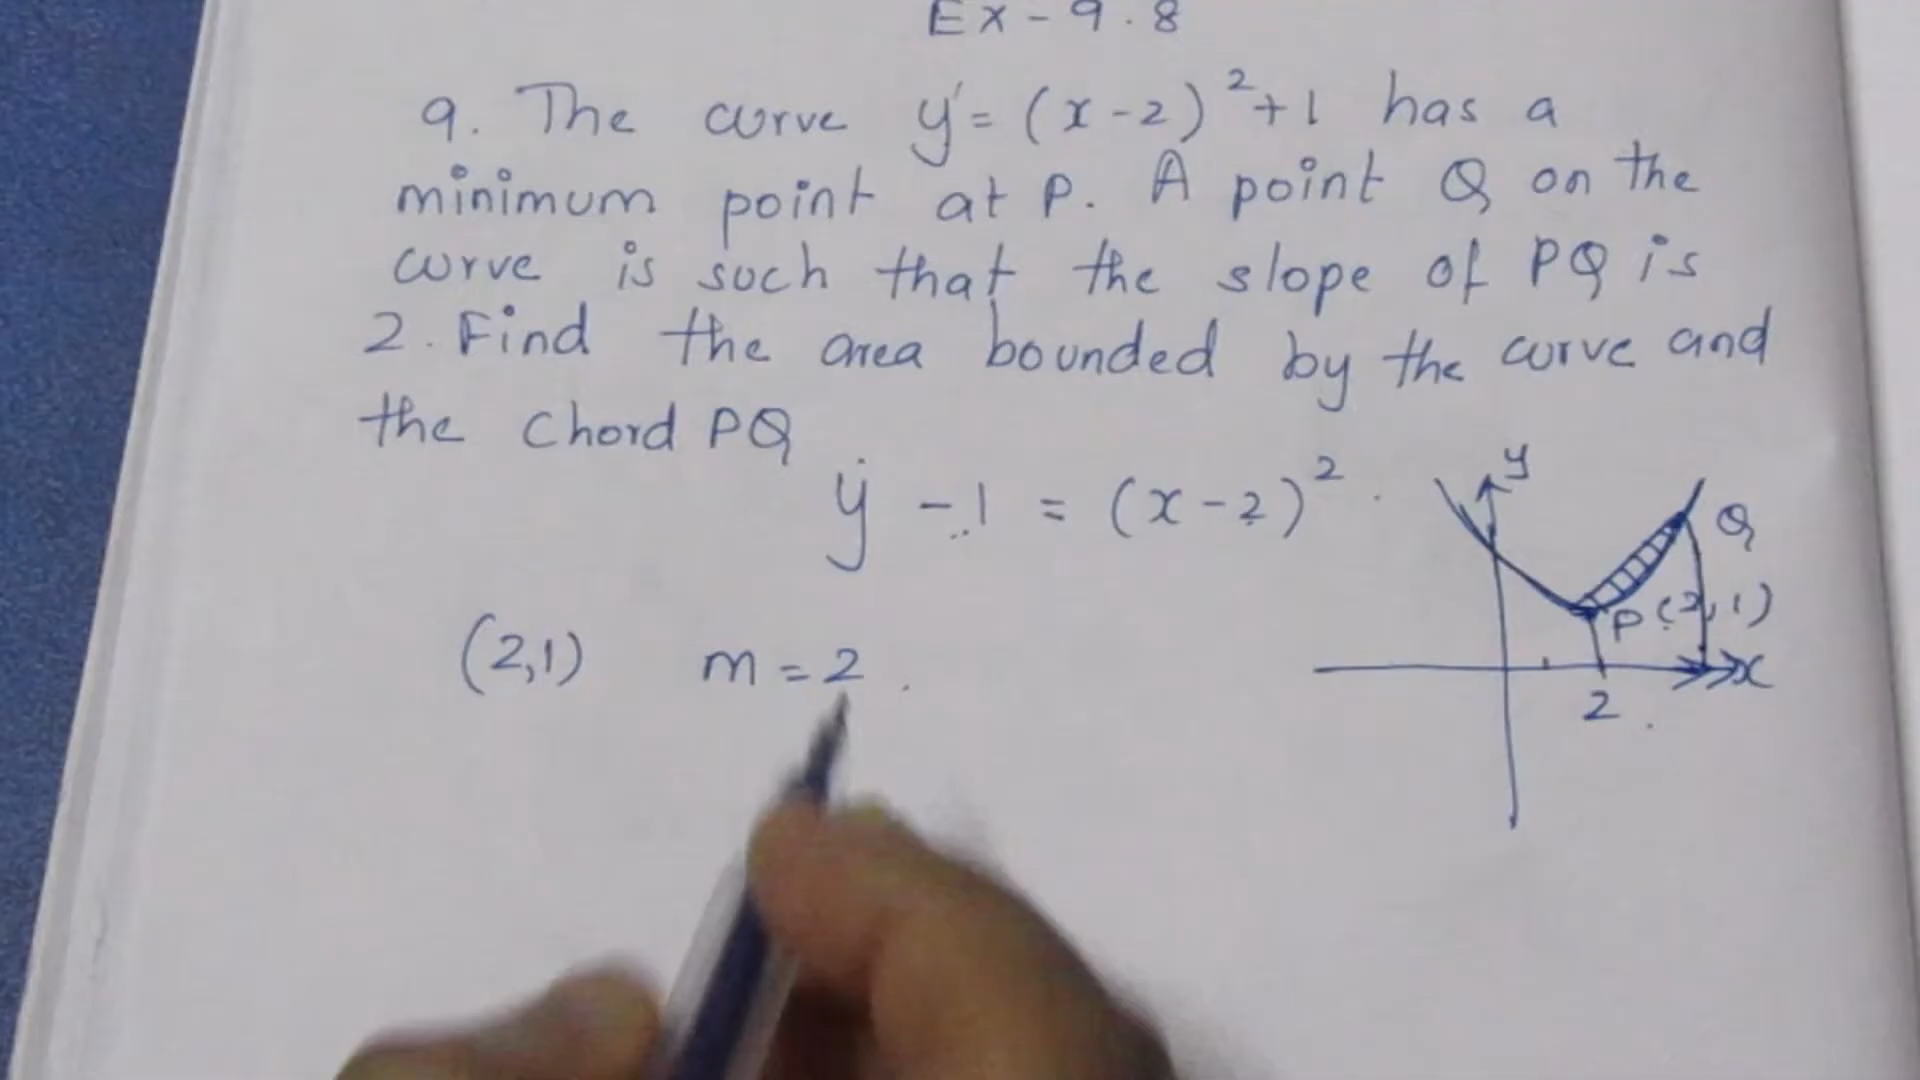 Ex - 9.8
9. The curve y = (x-2)²+1 has a
minimum point at P. A point Q on the
curve is such that the slope of PQ is
2. Find the area bounded by the curve and
the chord PQ
y - 1 = (x-2)²
y
Q
P(2,1)
(2,1) m = 2
x
2